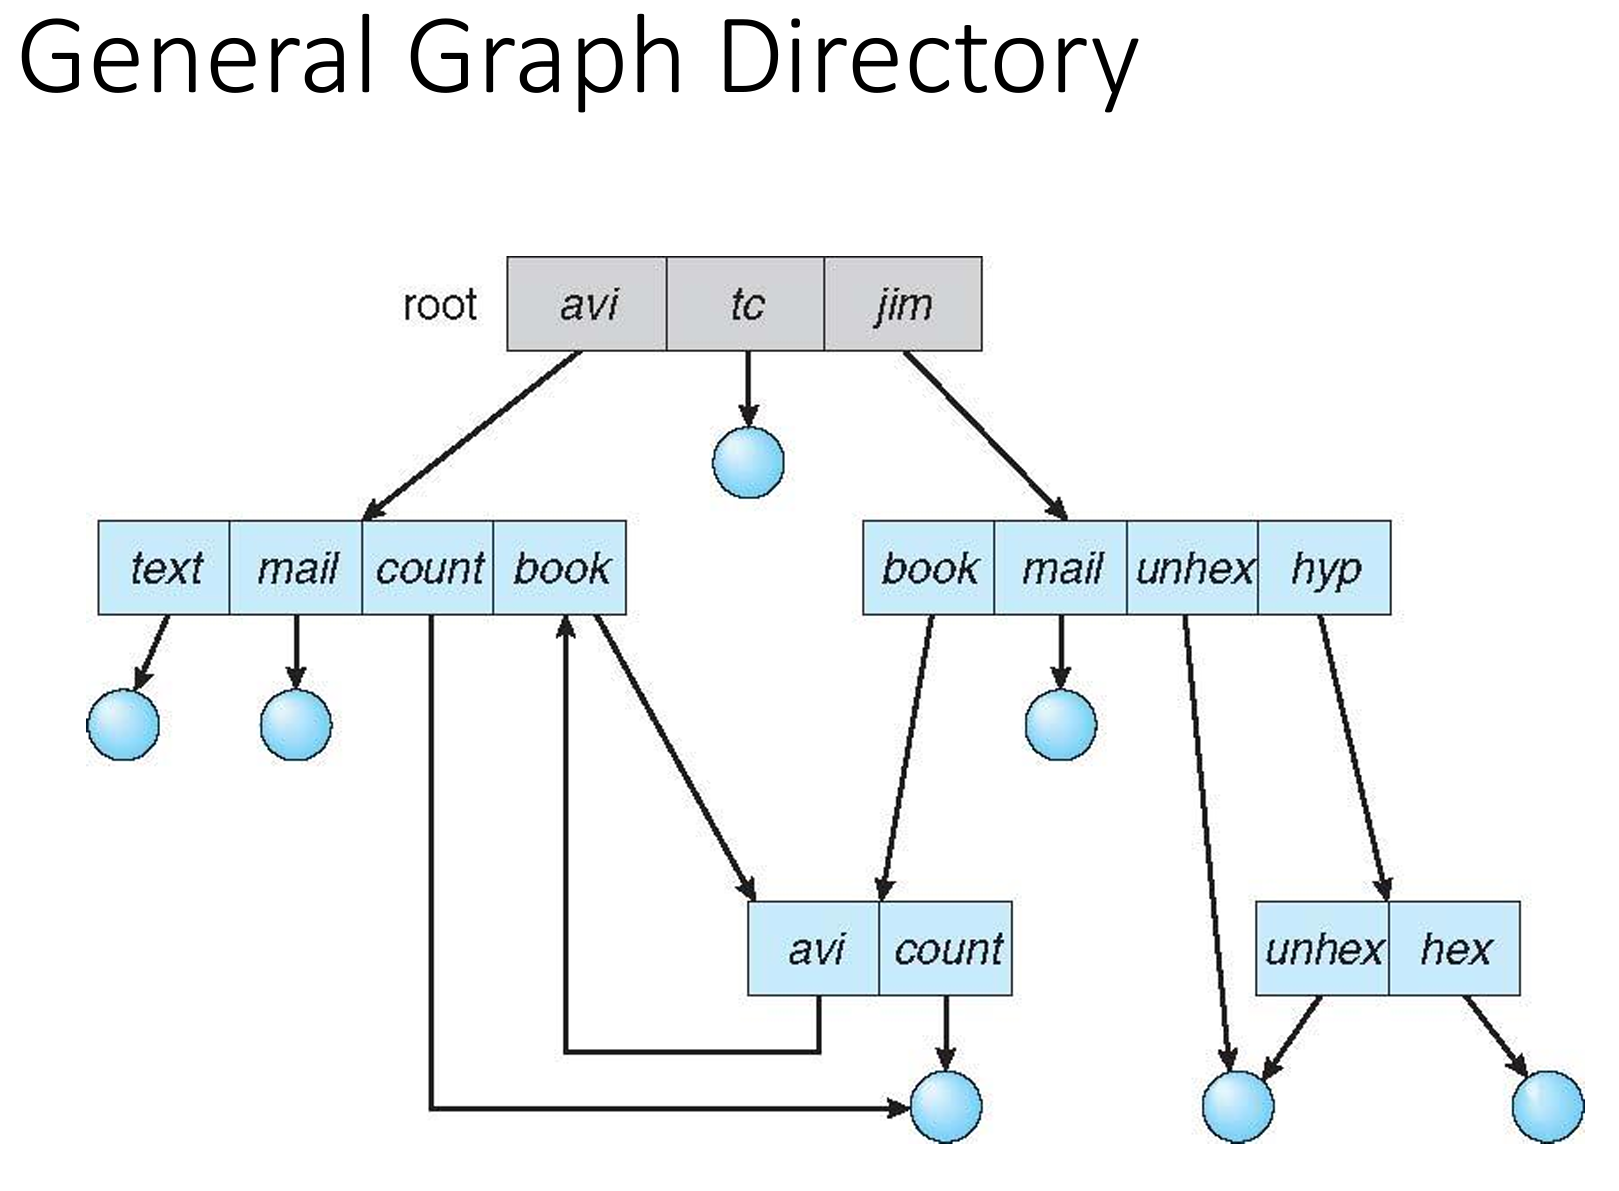 General Graph Directory
root avi tc jim
text mail count book book mail unhex hyp
avi count unhex hex